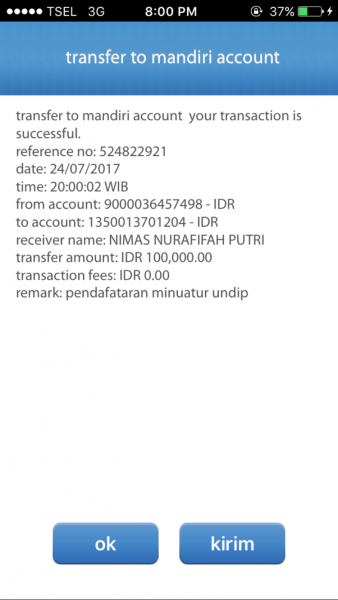 TSEL 3G 8:00 PM 37%
transfer to mandiri account
transfer to mandiri account your transaction is
successful.
reference no: 524822921
date: 24/07/2017
time: 20:00:02 WIB
from account: 9000036457498 - IDR
to account: 1350013701204 - IDR
receiver name: NIMAS NURAFIFAH PUTRI
transfer amount: IDR 100,000.00
transaction fees: IDR 0.00
remark: pendafataran minuatur undip
ok kirim